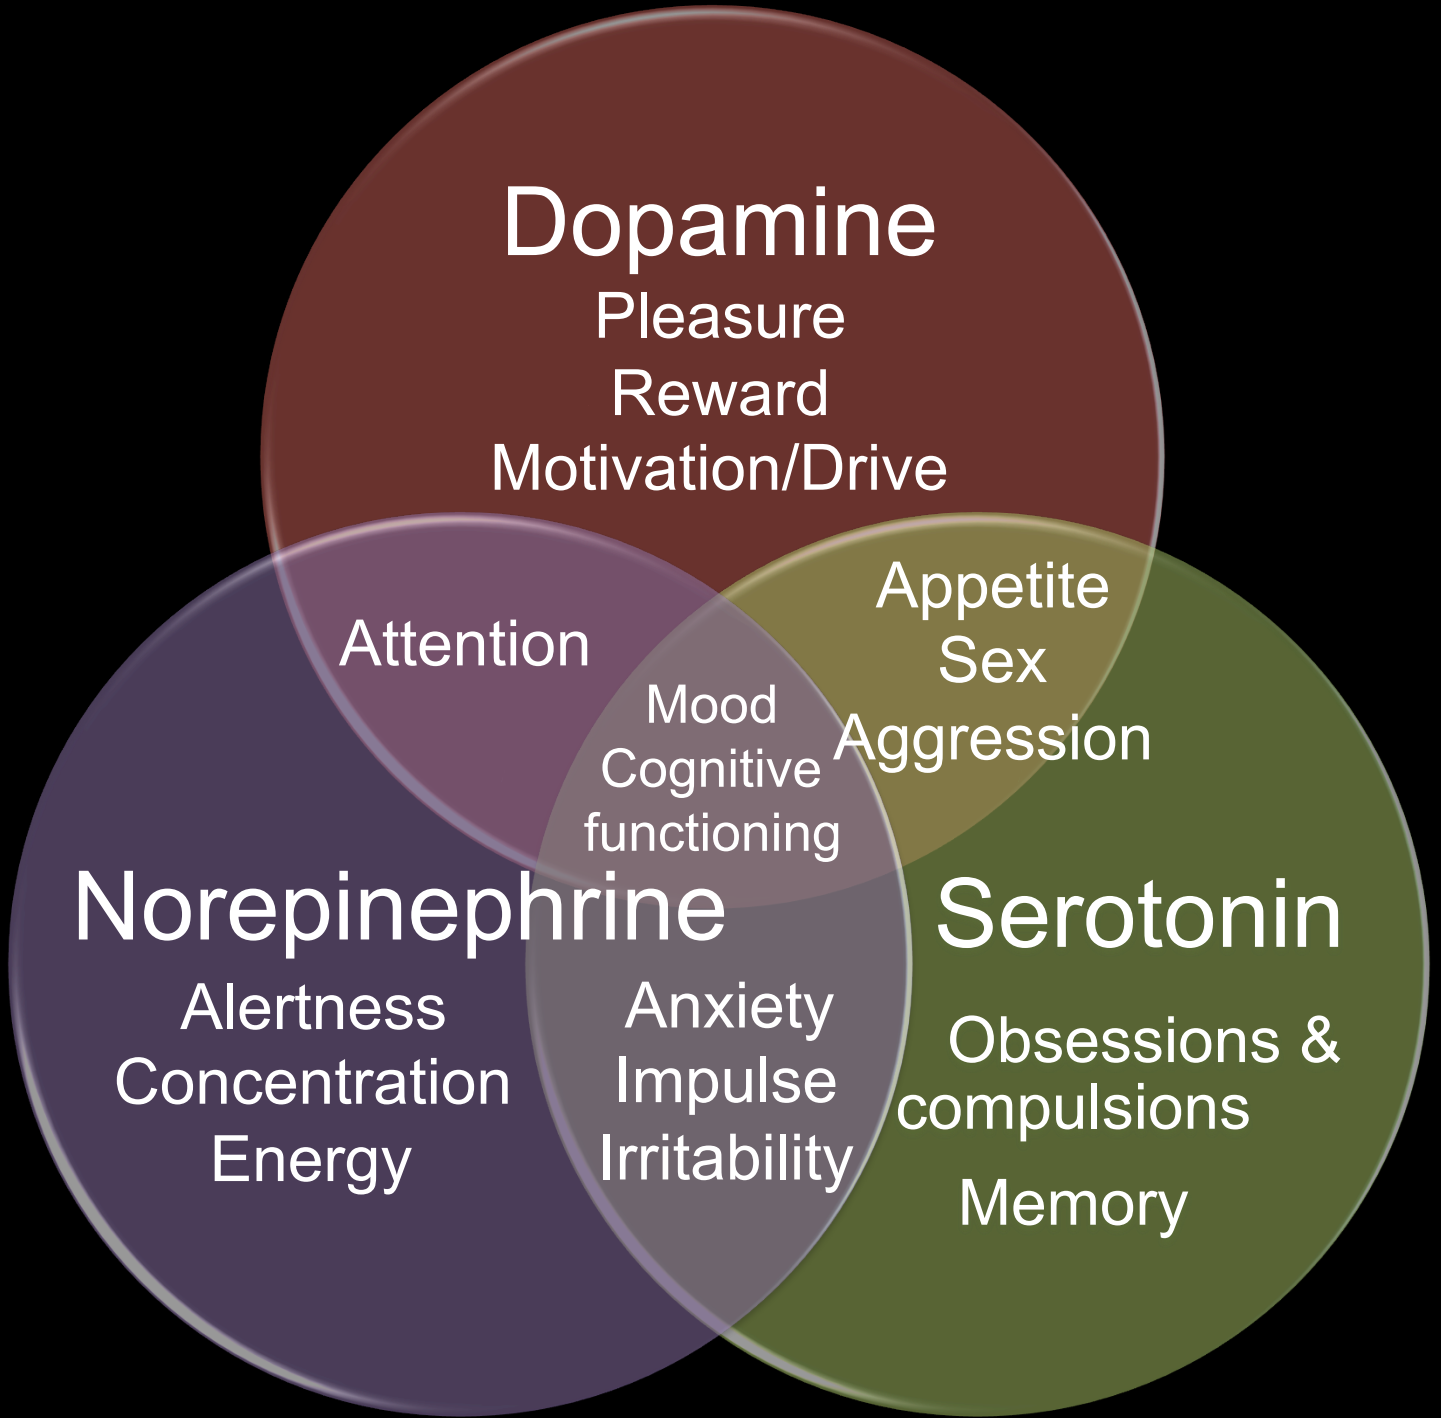 Dopamine
Pleasure
Reward
Motivation/Drive
Attention
Appetite
Sex
Aggression
Mood
Cognitive
functioning
Norepinephrine
Alertness
Concentration
Energy
Anxiety
Impulse
Irritability
Serotonin
Obsessions &
compulsions
Memory